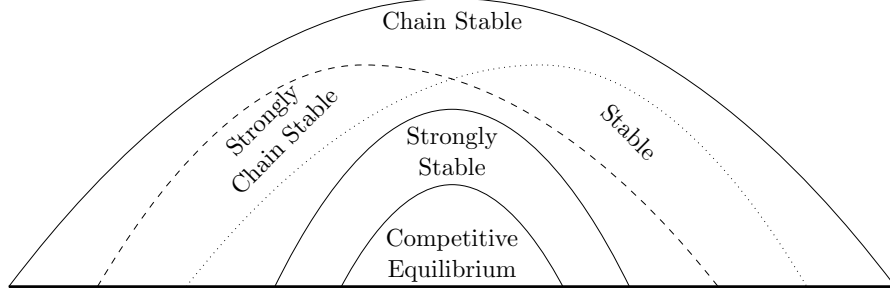 Chain Stable
Strongly
Chain Stable
Stable
Strongly
Stable
Competitive
Equilibrium